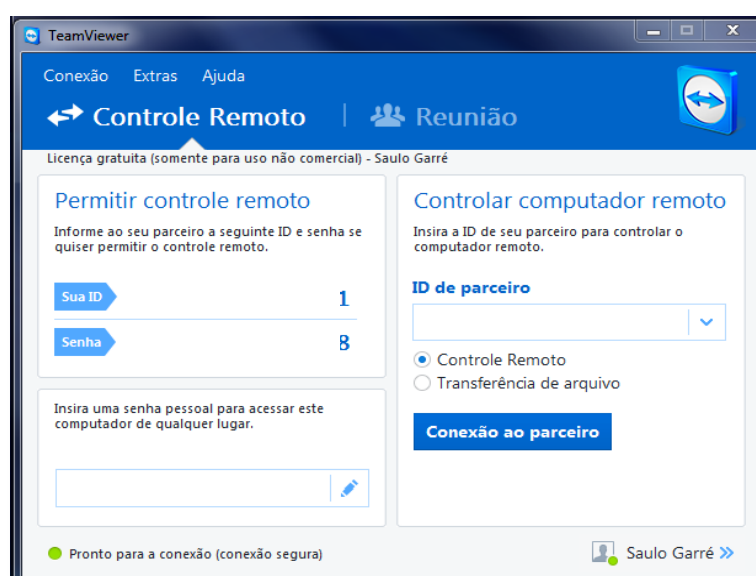 TeamViewer
Conexão Extras Ajuda
Controle Remoto Reunião
Licença gratuita (somente para uso não comercial) - Saulo Garré
Permitir controle remoto
Informe ao seu parceiro a seguinte ID e senha se
quiser permitir o controle remoto.
Sua ID 1
Senha 8
Insira uma senha pessoal para acessar este
computador de qualquer lugar.
Controlar computador remoto
Insira a ID de seu parceiro para controlar o
computador remoto.
ID de parceiro
Controle Remoto
Transferência de arquivo
Conexão ao parceiro
Pronto para a conexão (conexão segura)
Saulo Garré